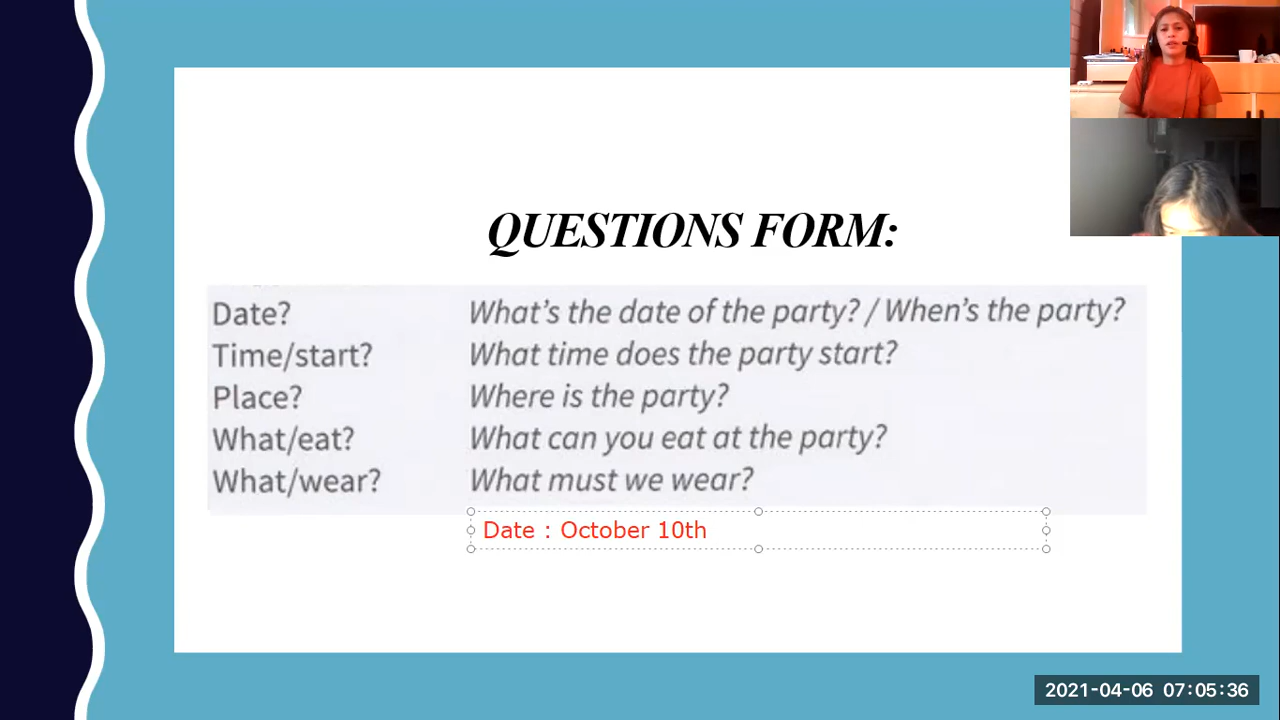 QUESTIONS FORM:
Date? What's the date of the party? / When's the party?
Time/start? What time does the party start?
Place? Where is the party?
What/eat? What can you eat at the party?
What/wear? What must we wear?
Date : October 10th
2021-04-06 07:05:36